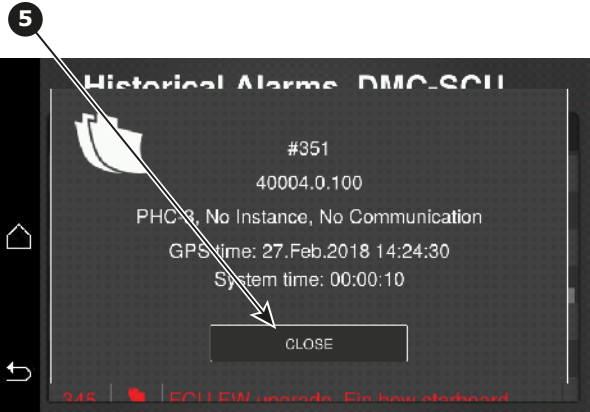 5
Historical Alarms, DMC-SCU
#351
40004.0.100
PHC-3, No Instance, No Communication
GPS time: 27.Feb.2018 14:24:30
System time: 00:00:10
CLOSE
345 ECU FW upgrade, Fin bow starboard